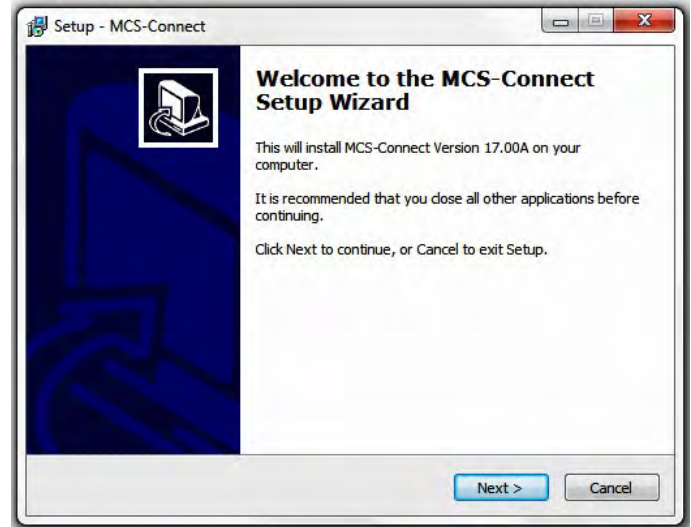 Setup - MCS-Connect
Welcome to the MCS-Connect
Setup Wizard
This will install MCS-Connect Version 17.00A on your
computer.
It is recommended that you close all other applications before
continuing.
Click Next to continue, or Cancel to exit Setup.
Next >
Cancel